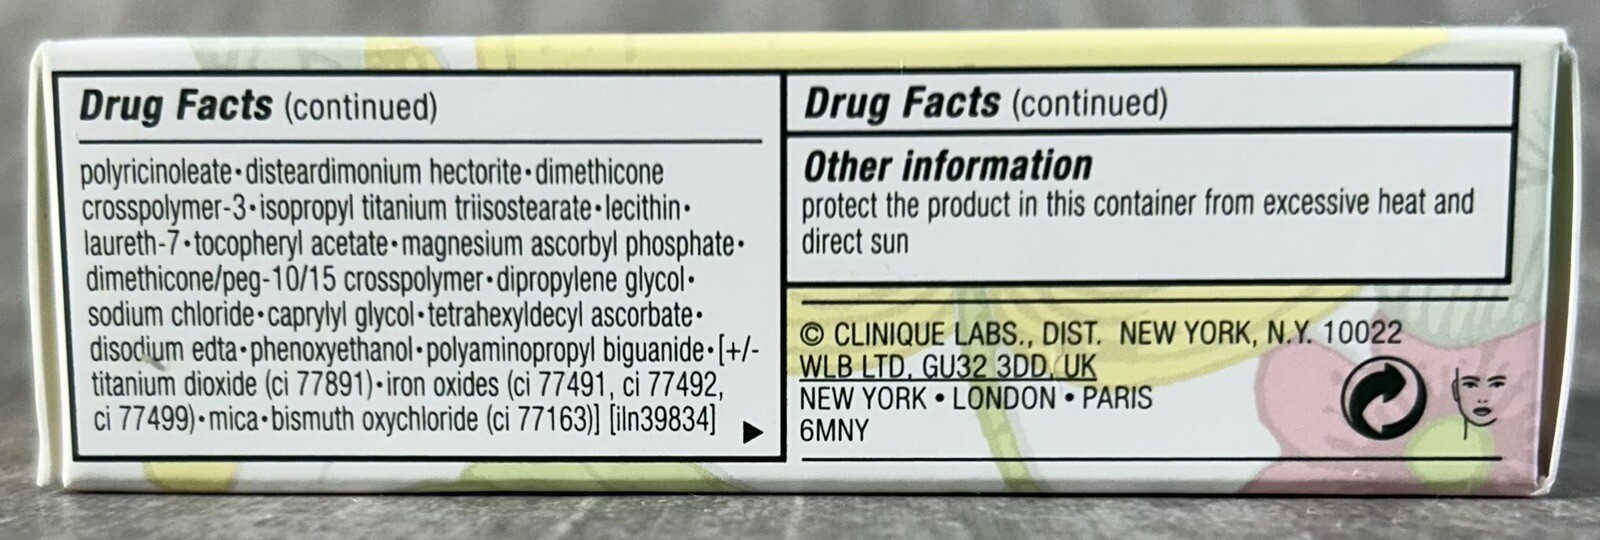 Drug Facts (continued)
polyricinoleate•disteardimonium hectorite•dimethicone
crosspolymer-3•isopropyl titanium triisostearate•lecithin•
laureth-7•tocopheryl acetate•magnesium ascorbyl phosphate•
dimethicone/peg-10/15 crosspolymer•dipropylene glycol•
sodium chloride•caprylyl glycol•tetrahexyldecyl ascorbate•
disodium edta•phenoxyethanol•polyaminopropyl biguanide•[+/-
titanium dioxide (ci 77891)•iron oxides (ci 77491, ci 77492,
ci 77499)•mica•bismuth oxychloride (ci 77163)] [iln39834]
Drug Facts (continued)
Other information
protect the product in this container from excessive heat and
direct sun
© CLINIQUE LABS., DIST. NEW YORK, N.Y. 10022
WLB LTD, GU32 3DD, UK
NEW YORK • LONDON • PARIS
6MNY